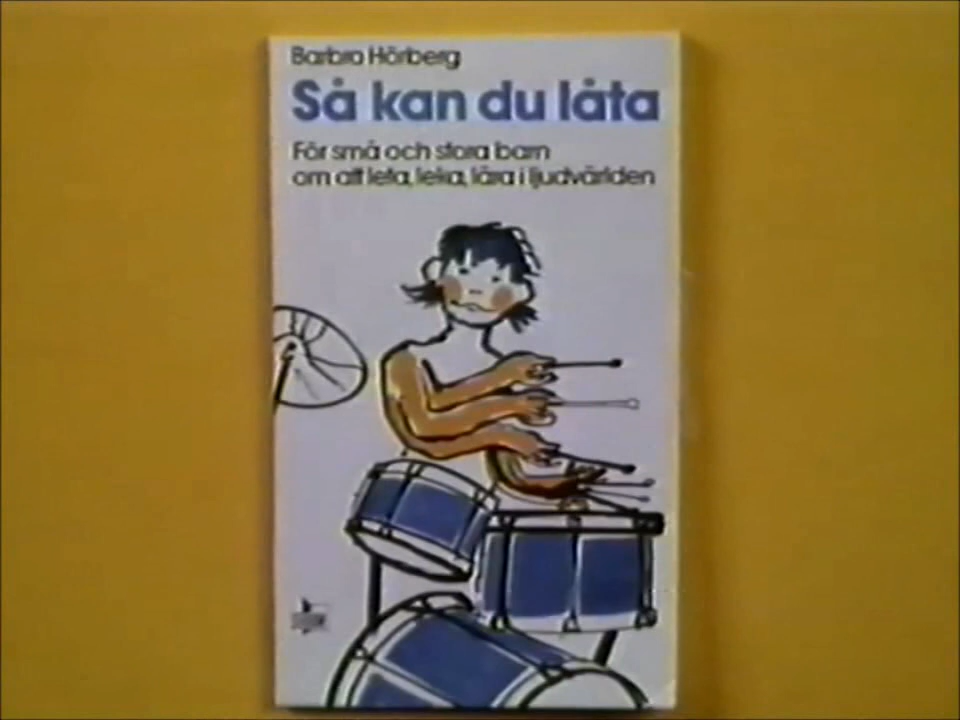 Barbro Hörberg
Så kan du låta
För små och stora barn
om att leta, leka, lära i ljudvärlden